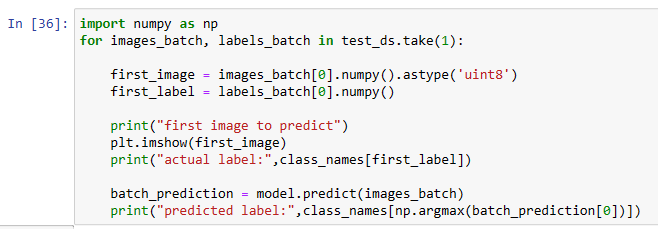 In [36]: import numpy as np
for images_batch, labels_batch in test_ds.take(1):
first_image = images_batch[0].numpy().astype('uint8')
first_label = labels_batch[0].numpy()
print("first image to predict")
plt.imshow(first_image)
print("actual label:",class_names[first_label])
batch_prediction = model.predict(images_batch)
print("predicted label:",class_names[np.argmax(batch_prediction[0])])